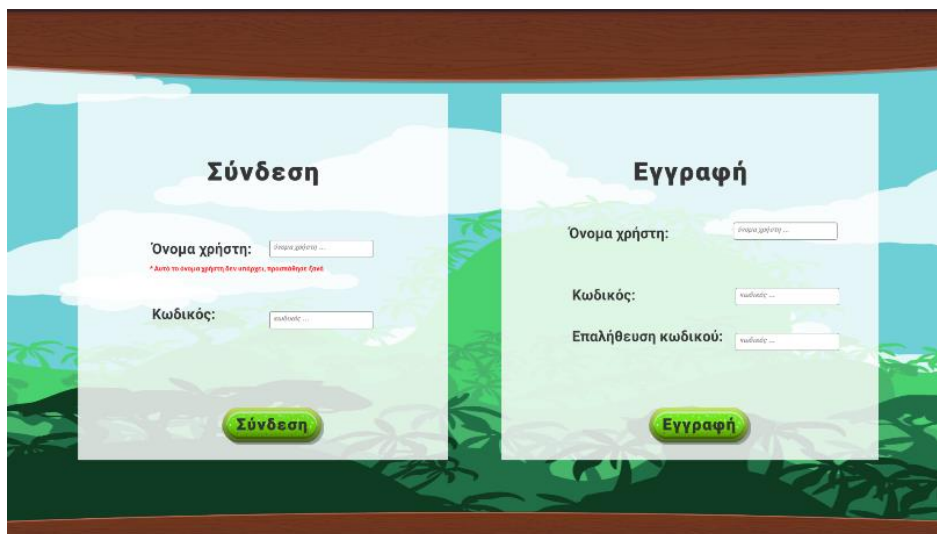 Σύνδεση
Όνομα χρήστη:
όνομα χρήστη ...
* Αυτό το όνομα χρήστη δεν υπάρχει, προσπάθησε ξανά
Κωδικός:
κωδικός ...
Σύνδεση
Εγγραφή
Όνομα χρήστη:
όνομα χρήστη ...
Κωδικός:
κωδικός ...
Επαλήθευση κωδικού:
κωδικός ...
Εγγραφή